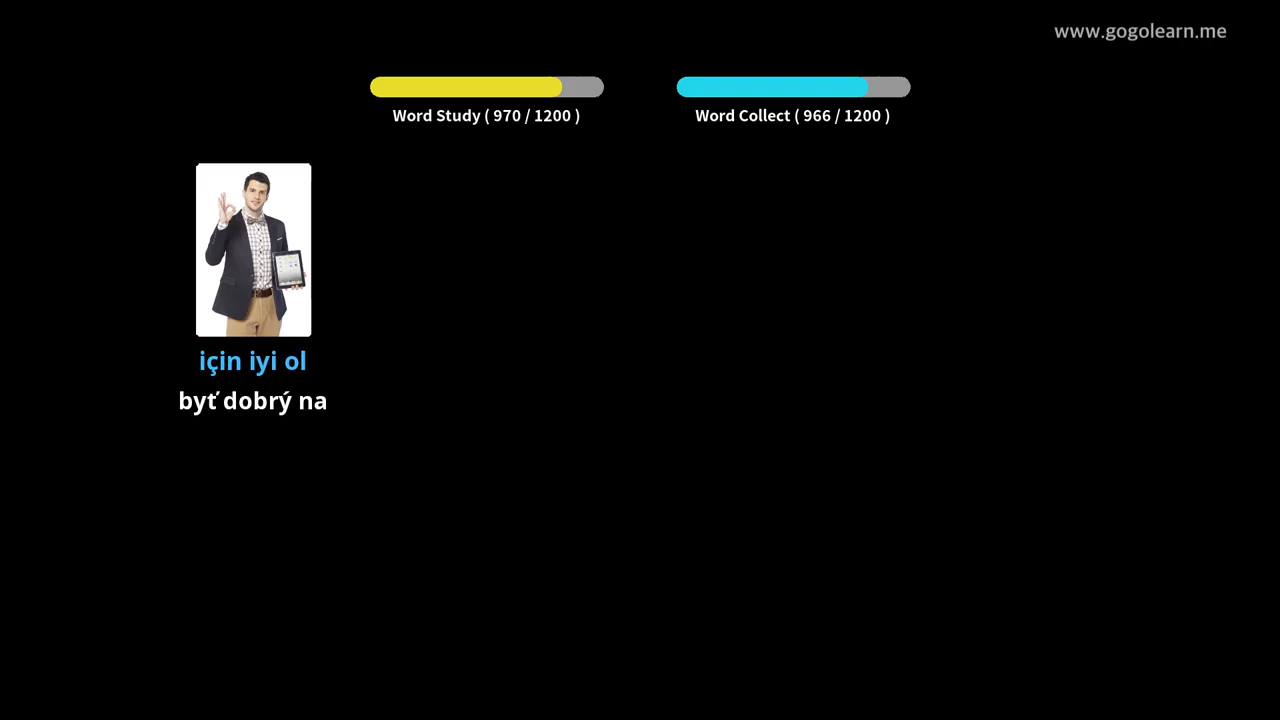 www.gogolearn.me
Word Study ( 970 / 1200 )
Word Collect ( 966 / 1200 )
için iyi ol
byť dobrý na